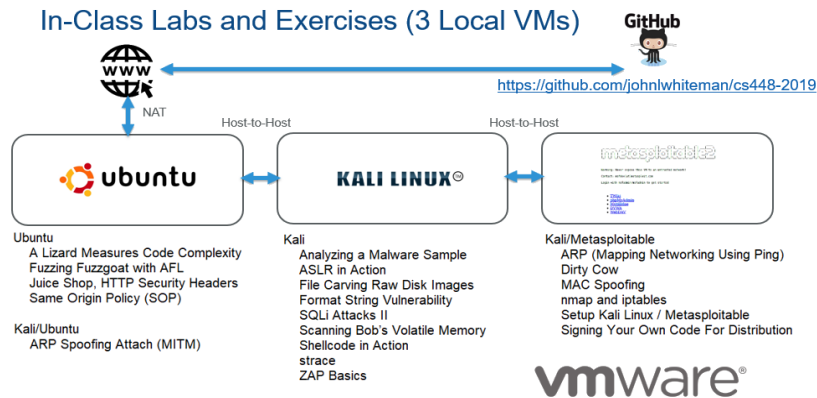 In-Class Labs and Exercises (3 Local VMs)
GitHub
WWW
https://github.com/johnlwhiteman/cs448-2019
NAT
Host-to-Host
Host-to-Host
ubuntu
KALI LINUX
metasploitable2
Ubuntu
A Lizard Measures Code Complexity
Fuzzing Fuzzgoat with AFL
Juice Shop, HTTP Security Headers
Same Origin Policy (SOP)
Kali/Ubuntu
ARP Spoofing Attach (MITM)
Kali
Analyzing a Malware Sample
ASLR in Action
File Carving Raw Disk Images
Format String Vulnerability
SQLi Attacks II
Scanning Bob's Volatile Memory
Shellcode in Action
strace
ZAP Basics
Kali/Metasploitable
ARP (Mapping Networking Using Ping)
Dirty Cow
MAC Spoofing
nmap and iptables
Setup Kali Linux / Metasploitable
Signing Your Own Code For Distribution
vmware®